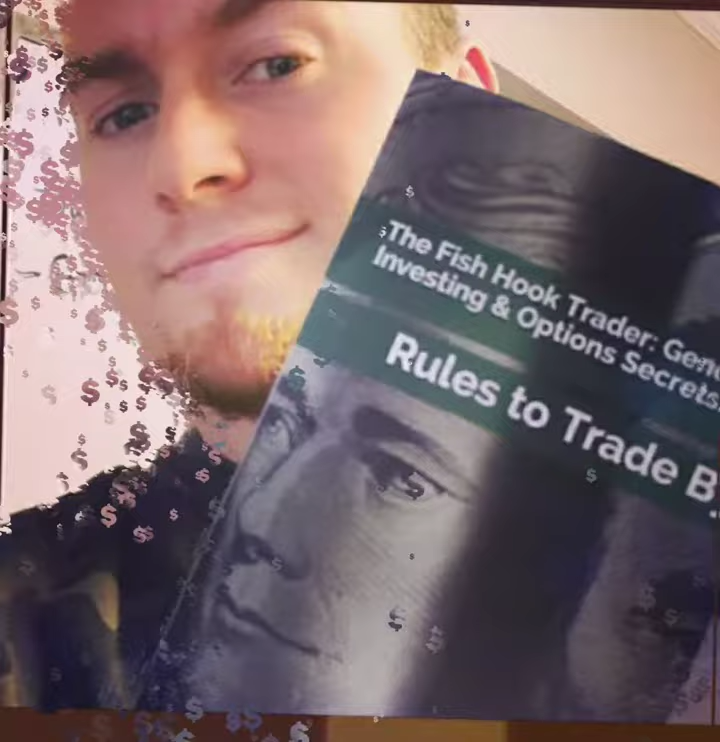 The Fish Hook Trader:
Investing & Options Secrets
Rules to Trade